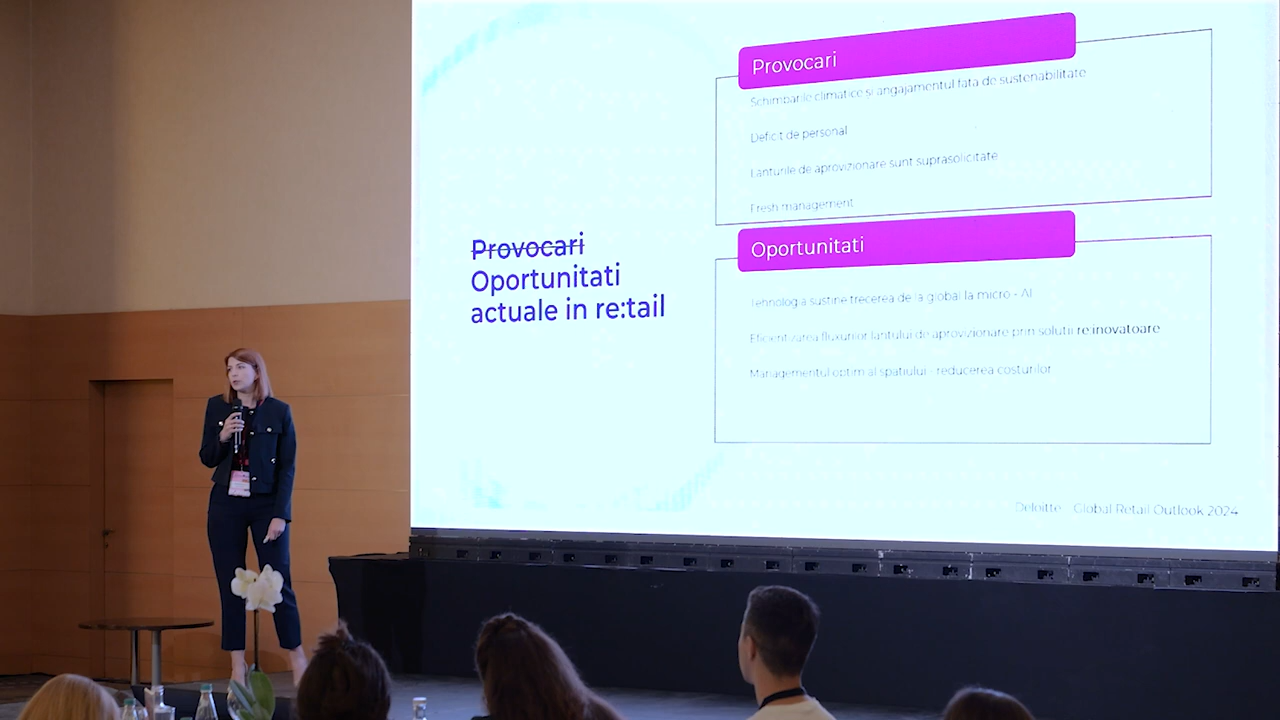 Provocari
Oportunitati
actuale in re:tail
Provocari
Schimbarile climatice si angajamentul fata de sustenabilitate
Deficit de personal
Lanturile de aprovizionare sunt suprasolicitate
Fresh management
Oportunitati
Tehnologia sustine trecerea de la global la micro - AI
Eficientizarea fluxurilor lantului de aprovizionare prin solutii re:inovatoare
Managementul optim al spatiului - reducerea costurilor
Deloitte - Global Retail Outlook 2024